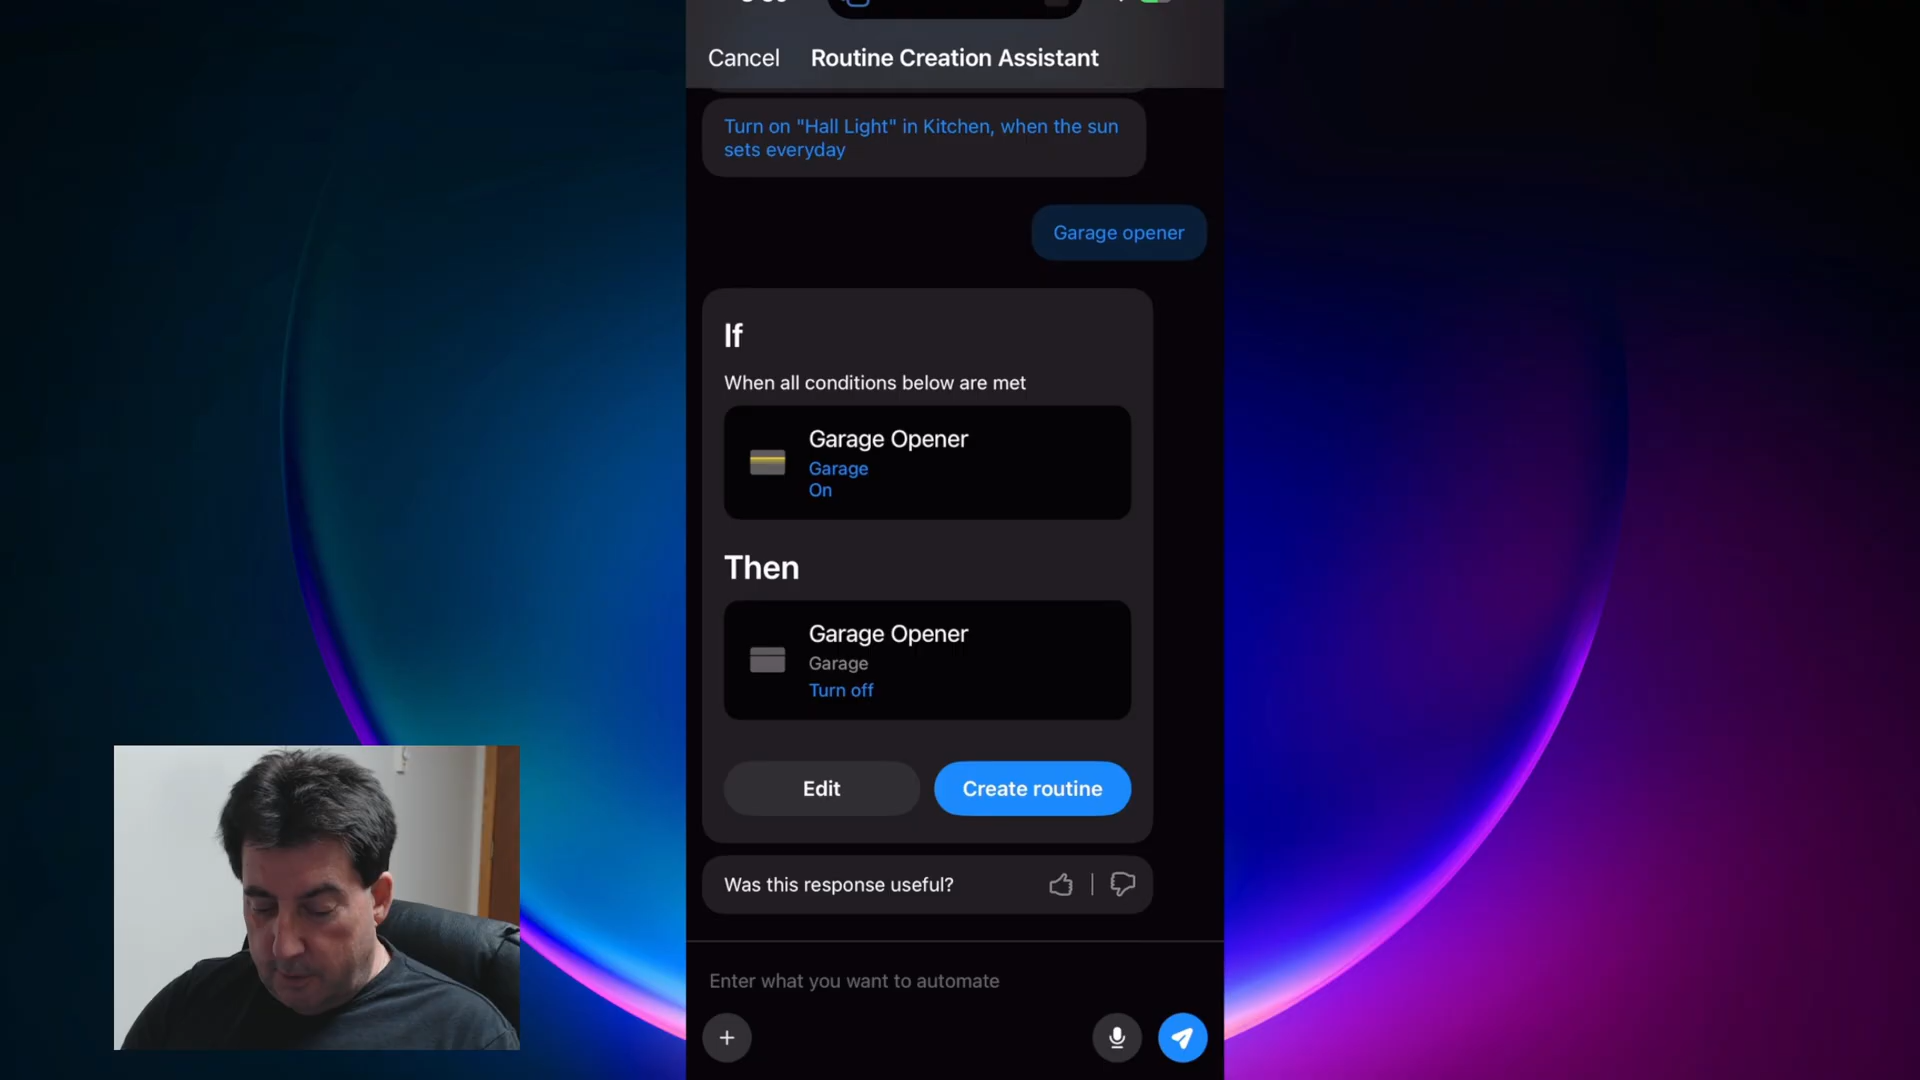 Cancel
Routine Creation Assistant
Turn on "Hall Light" in Kitchen, when the sun
sets everyday
Garage opener
If
When all conditions below are met
Garage Opener
Garage
On
Then
Garage Opener
Garage
Turn off
Edit
Create routine
Was this response useful?
Enter what you want to automate